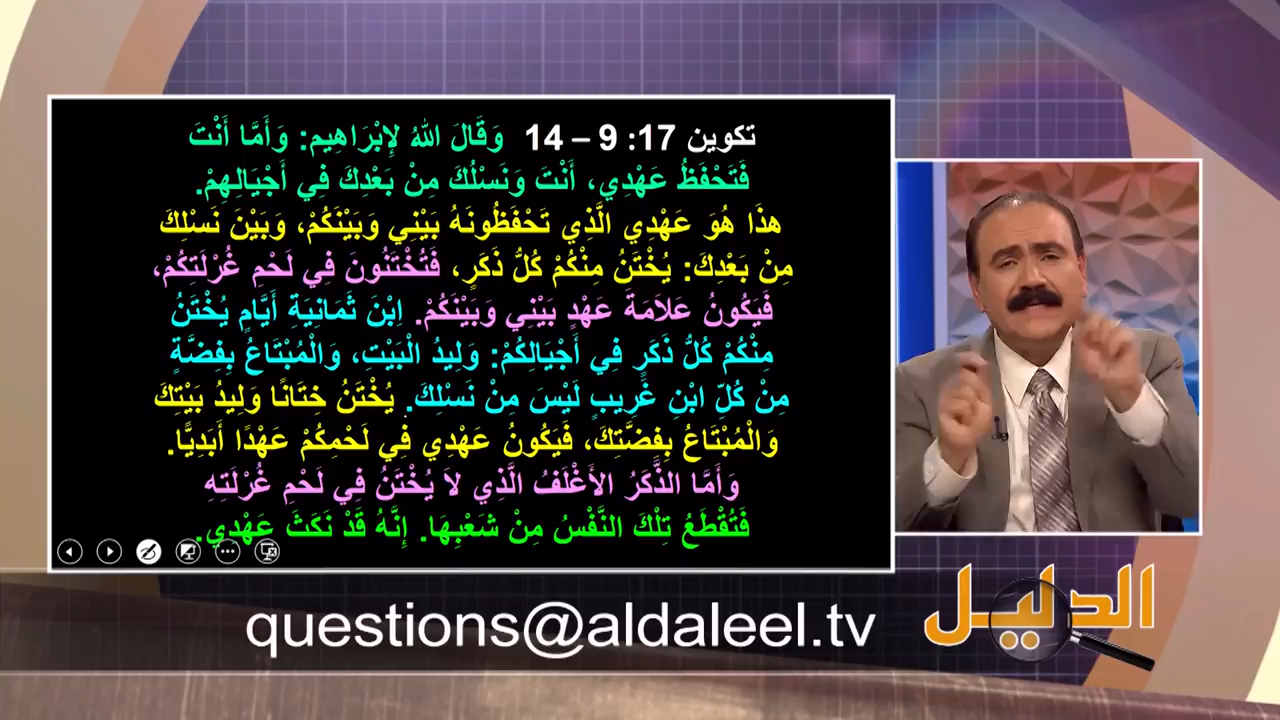 تكوين 17: 9 – 14 وَقَالَ اللهُ لِإبْرَاهِيم: وَأَمَّا أَنْتَ
فَتَحْفَظُ عَهْدِي، أَنْتَ وَنَسْلُكَ مِنْ بَعْدِكَ فِي أَجْيَالِهِمْ.
هذَا هُوَ عَهْدِي الَّذِي تَحْفَظُونَهُ بَيْنِي وَبَيْنَكُمْ، وَبَيْنَ نَسْلِكَ
مِنْ بَعْدِكَ: يُخْتَنُ مِنْكُمْ كُلُّ ذَكَرٍ، فَتُخْتَنُونَ فِي لَحْمِ غُرْلَتِكُمْ،
فَيَكُونُ عَلاَمَةَ عَهْدٍ بَيْنِي وَبَيْنَكُمْ. اِبْنَ ثَمَانِيَةِ أَيَّامٍ يُخْتَنُ
مِنْكُمْ كُلُّ ذَكَرٍ فِي أَجْيَالِكُمْ: وَلِيدُ الْبَيْتِ، وَالْمُبْتَاعُ بِفِضَّةٍ
مِنْ كُلِّ ابْنِ غَرِيبٍ لَيْسَ مِنْ نَسْلِكَ. يُخْتَنُ خِتَانًا وَلِيدُ بَيْتِكَ
وَالْمُبْتَاعُ بِفِضَّتِكَ، فَيَكُونُ عَهْدِي فِي لَحْمِكُمْ عَهْدًا أَبَدِيًّا.
وَأَمَّا الذَّكَرُ الأَغْلَفُ الَّذِي لاَ يُخْتَنُ فِي لَحْمِ غُرْلَتِهِ
فَتُقْطَعُ تِلْكَ النَّفْسُ مِنْ شَعْبِهَا. إِنَّهُ قَدْ نَكَثَ عَهْدِي.
الدليل
questions@aldaleel.tv